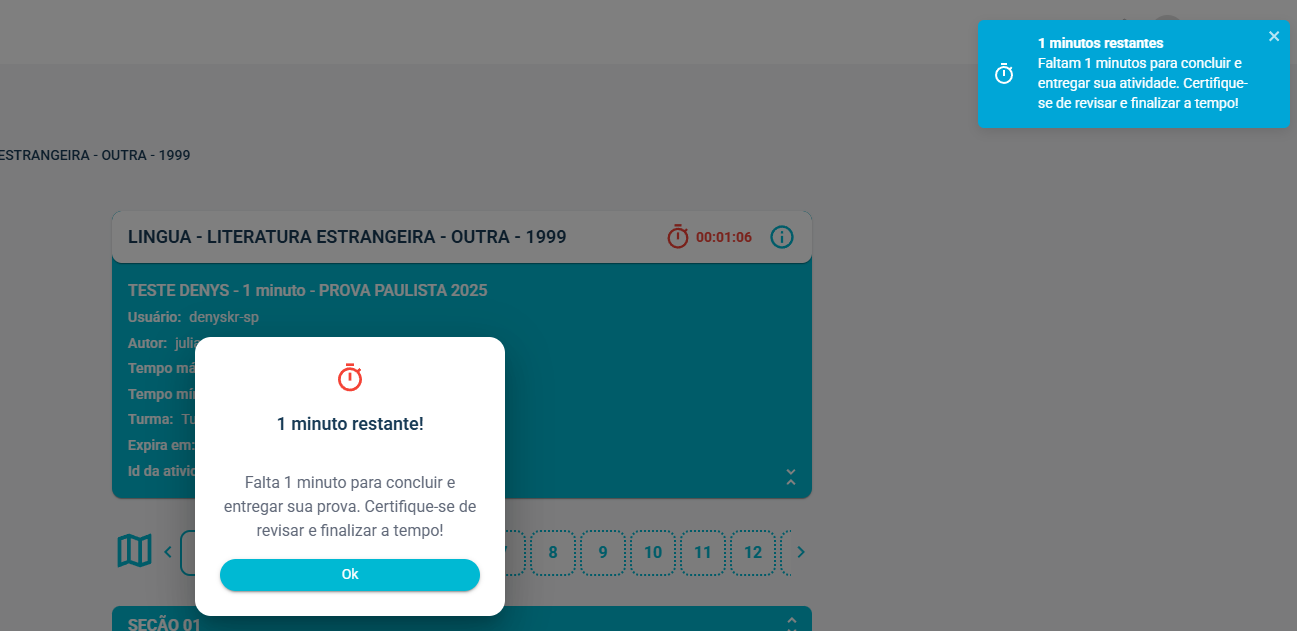 1 minutos restantes
Faltam 1 minutos para concluir e
entregar sua atividade. Certifique-
se de revisar e finalizar a tempo!
ESTRANGEIRA - OUTRA - 1999
LINGUA - LITERATURA ESTRANGEIRA - OUTRA - 1999
00:01:06
TESTE DENYS - 1 minuto - PROVA PAULISTA 2025
Usuário: denyskr-sp
Autor:
Tempo
Tempo
Turma:
Expira em:
Id da
1 minuto restante!
Falta 1 minuto para concluir e
entregar sua prova. Certifique-se de
revisar e finalizar a tempo!
Ok
8 9 10 11 12
SEÇÃO 01